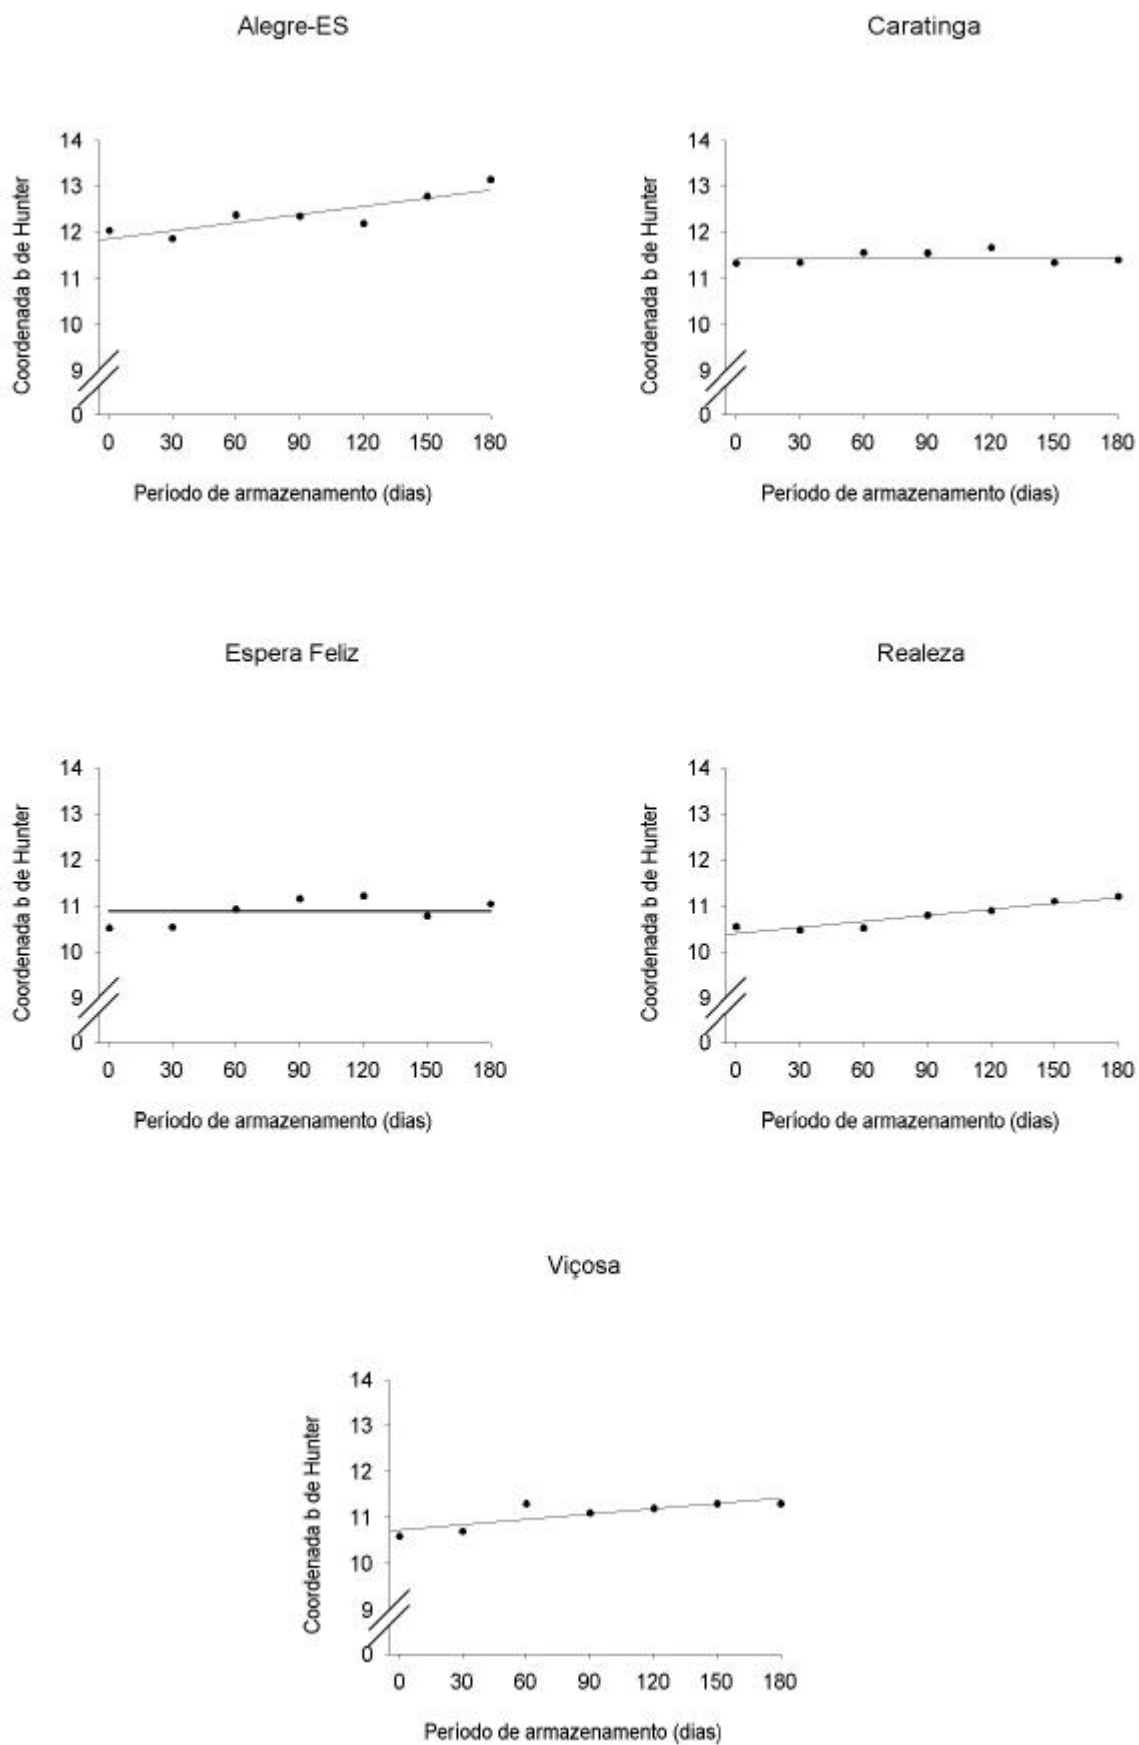 Alegre-ES
Coordenada b de Hunter
14
13
12
11
10
9
0
0 30 60 90 120 150 180
Período de armazenamento (dias)
Caratinga
Coordenada b de Hunter
14
13
12
11
10
9
0
0 30 60 90 120 150 180
Período de armazenamento (dias)
Espera Feliz
Coordenada b de Hunter
14
13
12
11
10
9
0
0 30 60 90 120 150 180
Período de armazenamento (dias)
Realeza
Coordenada b de Hunter
14
13
12
11
10
9
0
0 30 60 90 120 150 180
Período de armazenamento (dias)
Viçosa
Coordenada b de Hunter
14
13
12
11
10
9
0
0 30 60 90 120 150 180
Período de armazenamento (dias)